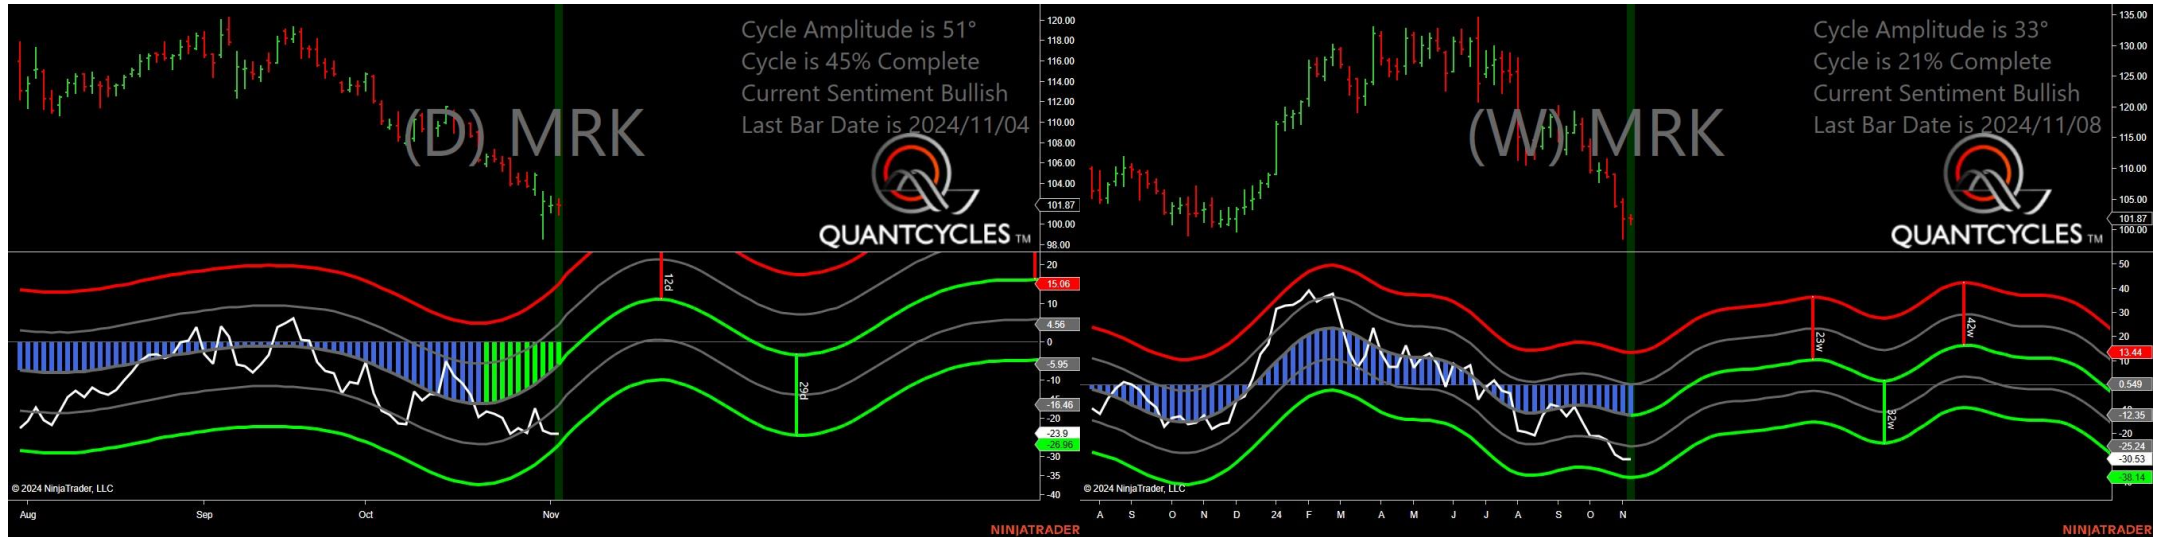 Cycle Amplitude is 51°
Cycle is 45% Complete
Current Sentiment Bullish
Last Bar Date is 2024/11/04
(D) MRK
QUANTCYCLES TM
120.00
118.00
116.00
114.00
112.00
110.00
108.00
106.00
104.00
101.87
100.00
98.00
12d
29d
20
15.06
10
4.56
0
-5.95
-10
-16.46
-20
-23.9
-26.96
-30
-35
-40
© 2024 NinjaTrader, LLC
Aug Sep Oct Nov
NINJATRADER
Cycle Amplitude is 33°
Cycle is 21% Complete
Current Sentiment Bullish
Last Bar Date is 2024/11/08
(W) MRK
QUANTCYCLES TM
135.00
130.00
125.00
120.00
115.00
110.00
105.00
101.87
100.00
23w
32w
42w
50
40
30
20
13.44
10
0.549
-12.35
-20
-25.24
-30.53
-38.14
© 2024 NinjaTrader, LLC
A S O N D 24 F M A M J J A S O N
NINJATRADER